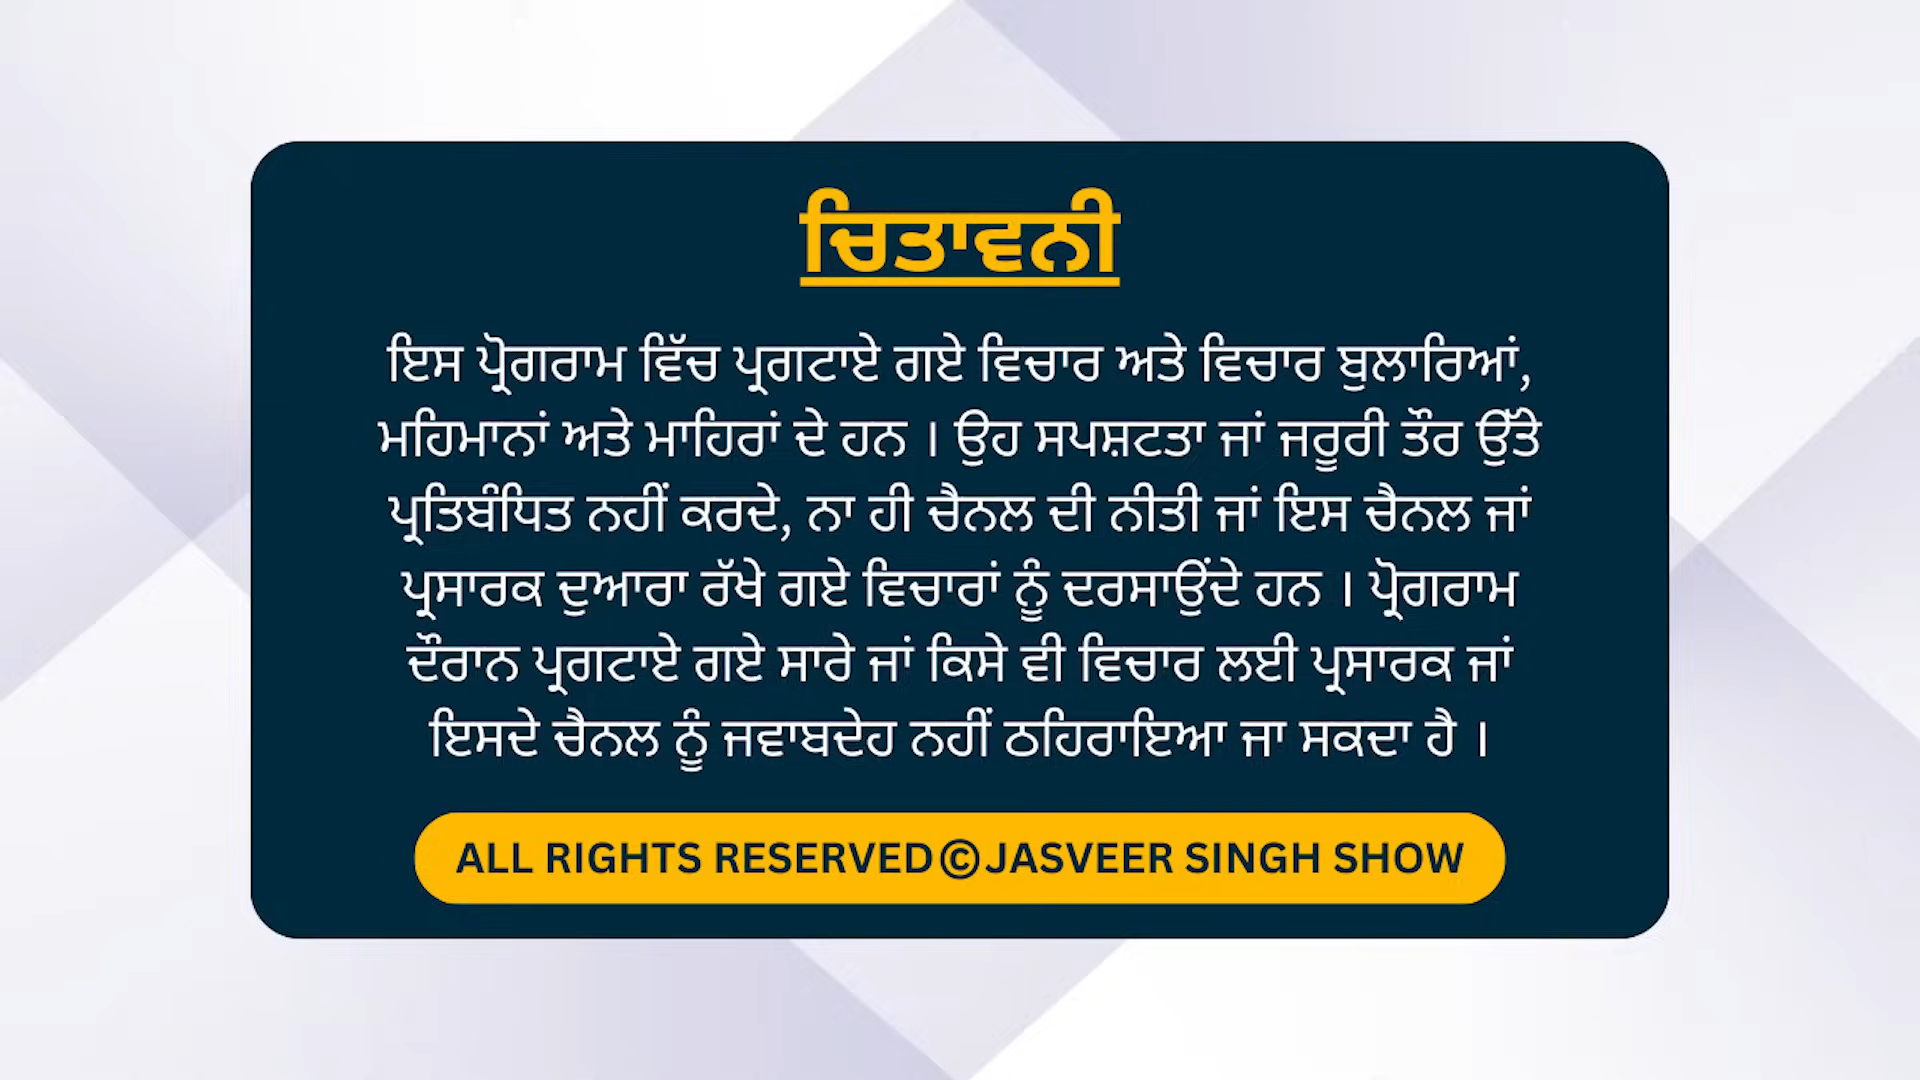 ਚਿਤਾਵਨੀ
ਇਸ ਪ੍ਰੋਗਰਾਮ ਵਿੱਚ ਪ੍ਰਗਟਾਏ ਗਏ ਵਿਚਾਰ ਅਤੇ ਵਿਚਾਰ ਬੁਲਾਰਿਆਂ,
ਮਹਿਮਾਨਾਂ ਅਤੇ ਮਾਹਿਰਾਂ ਦੇ ਹਨ । ਉਹ ਸਪਸ਼ਟਤਾ ਜਾਂ ਜਰੂਰੀ ਤੌਰ ਉੱਤੇ
ਪ੍ਰਤਿਬੰਧਿਤ ਨਹੀਂ ਕਰਦੇ, ਨਾ ਹੀ ਚੈਨਲ ਦੀ ਨੀਤੀ ਜਾਂ ਇਸ ਚੈਨਲ ਜਾਂ
ਪ੍ਰਸਾਰਕ ਦੁਆਰਾ ਰੱਖੇ ਗਏ ਵਿਚਾਰਾਂ ਨੂੰ ਦਰਸਾਉਂਦੇ ਹਨ । ਪ੍ਰੋਗਰਾਮ
ਦੌਰਾਨ ਪ੍ਰਗਟਾਏ ਗਏ ਸਾਰੇ ਜਾਂ ਕਿਸੇ ਵੀ ਵਿਚਾਰ ਲਈ ਪ੍ਰਸਾਰਕ ਜਾਂ
ਇਸਦੇ ਚੈਨਲ ਨੂੰ ਜਵਾਬਦੇਹ ਨਹੀਂ ਠਹਿਰਾਇਆ ਜਾ ਸਕਦਾ ਹੈ ।
ALL RIGHTS RESERVED©JASVEER SINGH SHOW